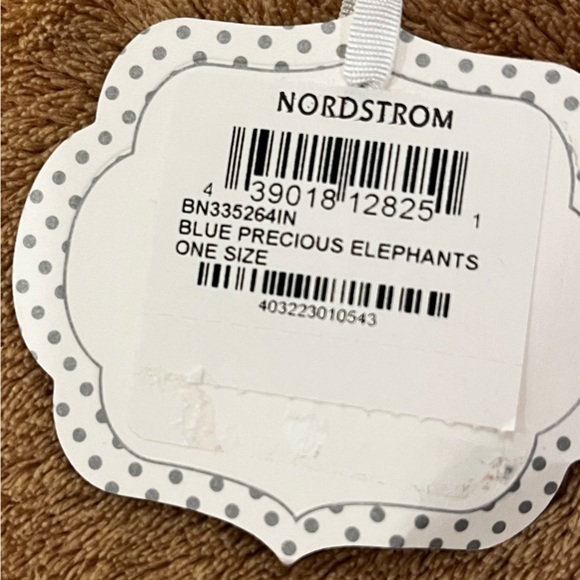 NORDSTROM
4 39018 12825 1
BN335264IN
BLUE PRECIOUS ELEPHANTS
ONE SIZE
403223010543